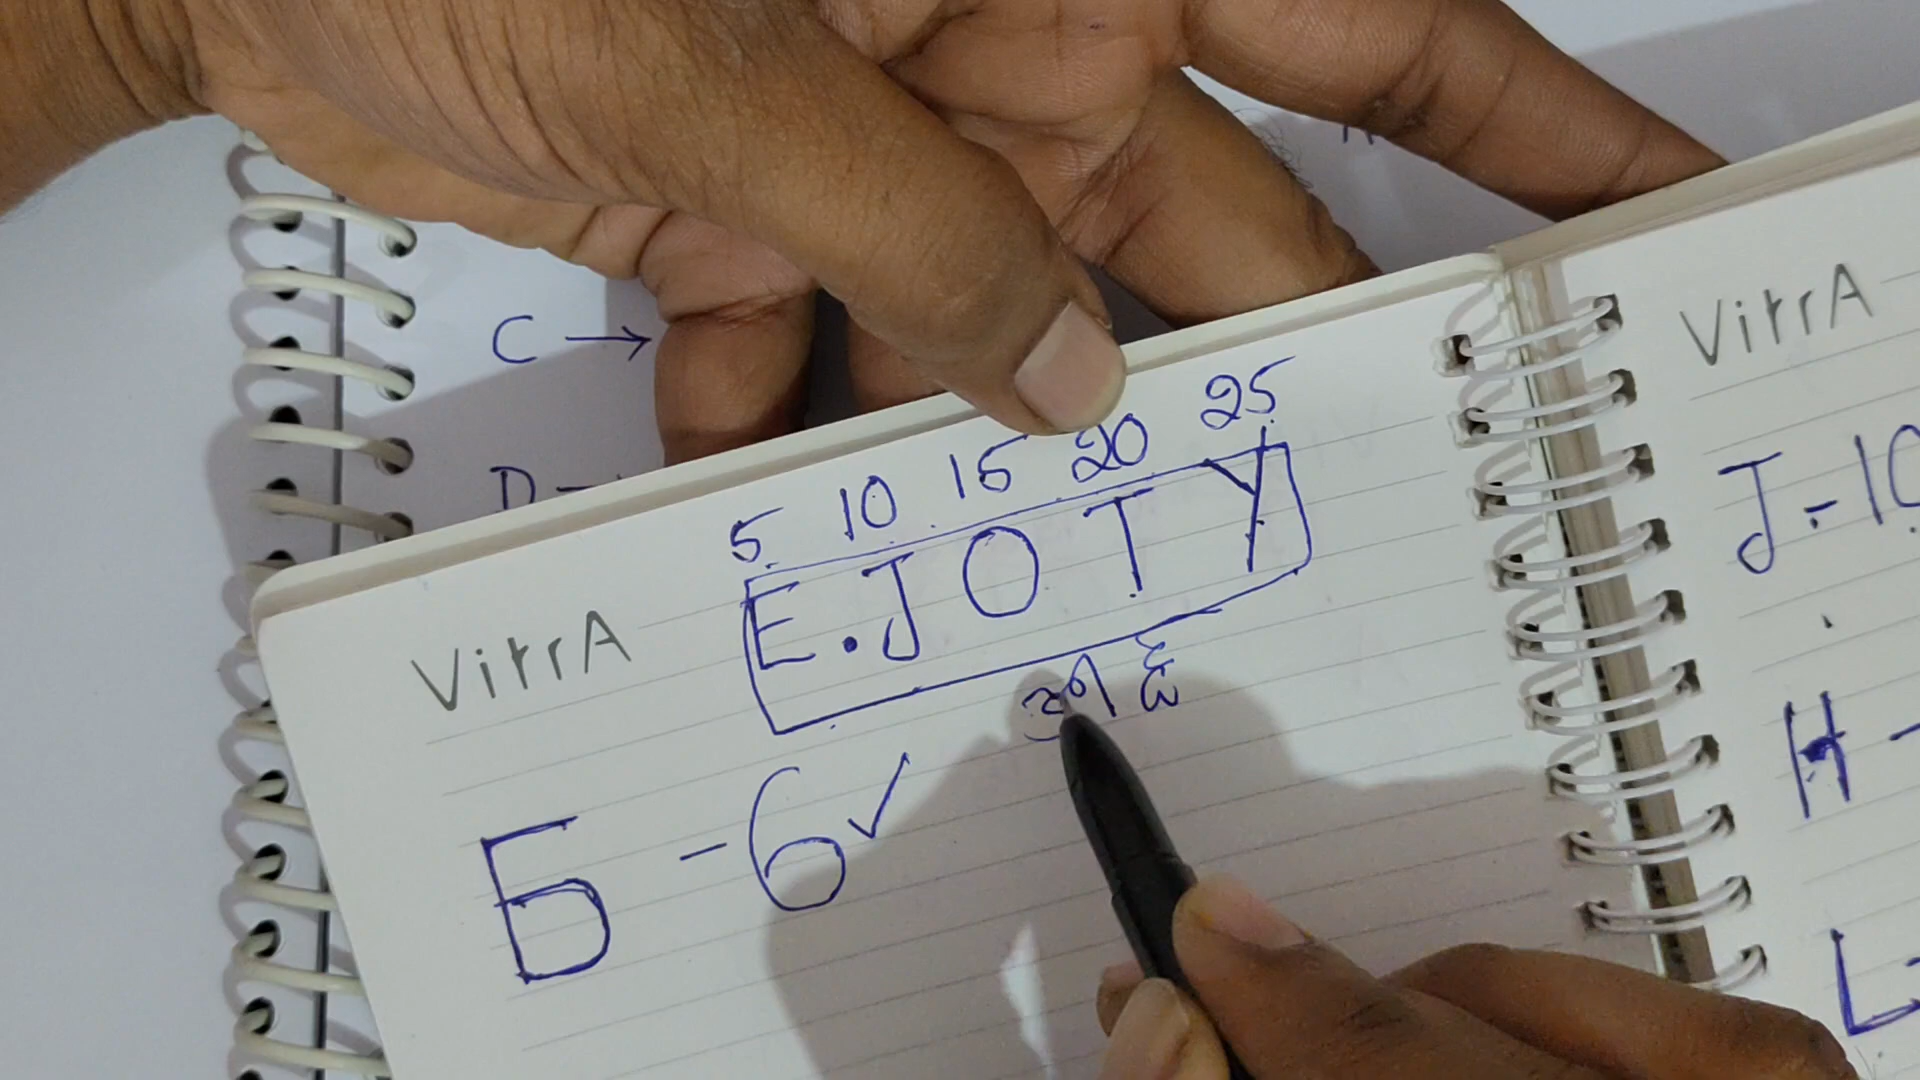 C →
D –
5 10 15 20 25
E.JOTY
VitrA
Б - 6 ✓
VitrA
J - 10
H -
L -